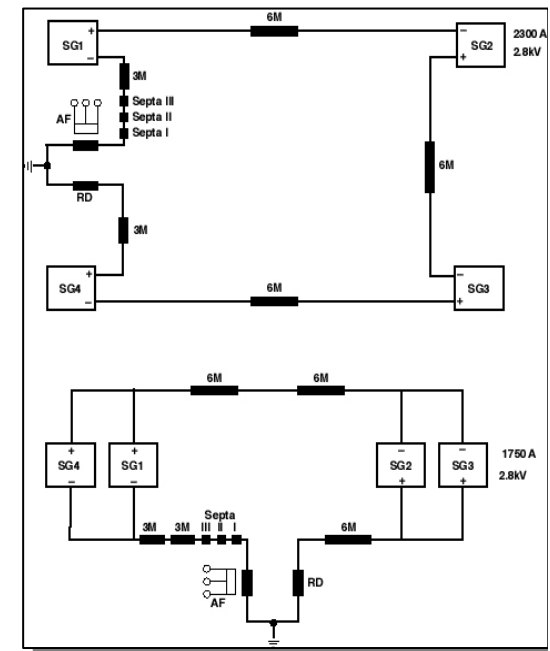 6M
+
SG1
−
−
SG2
+
2300 A
2.8kV
3M
Septa III
Septa II
Septa I
AF
6M
RD
3M
+
SG4
−
−
SG3
+
6M
6M
6M
+
SG4
−
+
SG1
−
−
SG2
+
−
SG3
+
1750 A
2.8kV
Septa
3M
3M
III
II
I
6M
AF
RD